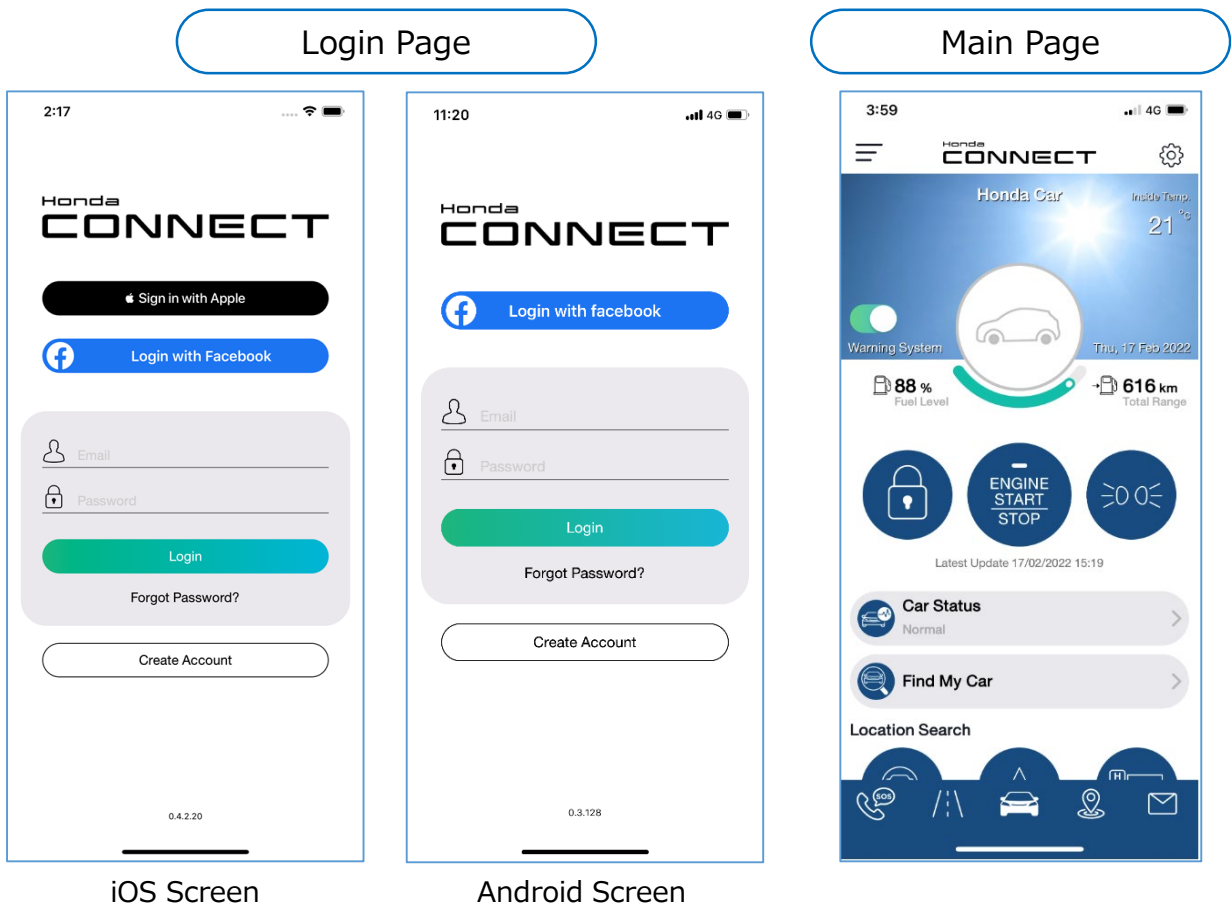 Login Page
Main Page
2:17
Honda
CONNECT
Sign in with Apple
Login with Facebook
Email
Password
Login
Forgot Password?
Create Account
0.4.2.20
iOS Screen
11:20
4G
Honda
CONNECT
Login with facebook
Email
Password
Login
Forgot Password?
Create Account
0.3.128
Android Screen
3:59
4G
Honda
CONNECT
Honda Car
Inside Temp.
21 °c
Warning System
Thu, 17 Feb 2022
88 %
Fuel Level
616 km
Total Range
ENGINE
START
STOP
Latest Update 17/02/2022 15:19
Car Status
Normal
Find My Car
Location Search
H
SOS